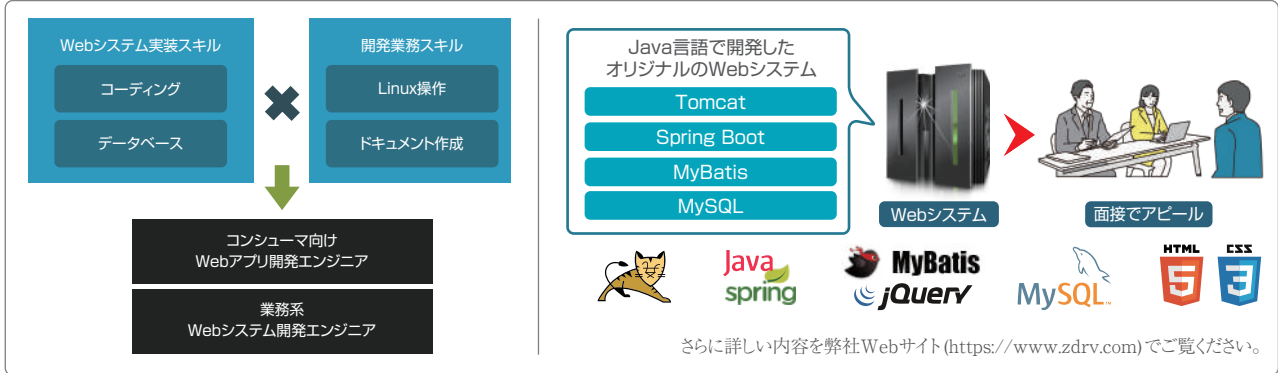 Webシステム実装スキル
コーディング
データベース
開発業務スキル
Linux操作
ドキュメント作成
コンシューマ向け
Webアプリ開発エンジニア
業務系
Webシステム開発エンジニア
Java言語で開発した
オリジナルのWebシステム
Tomcat
Spring Boot
MyBatis
MySQL
Webシステム
面接でアピール
Java
spring
MyBatis
jQuery
MySQL
HTML
5
CSS
3
さらに詳しい内容を弊社Webサイト(https://www.zdrv.com)でご覧ください。